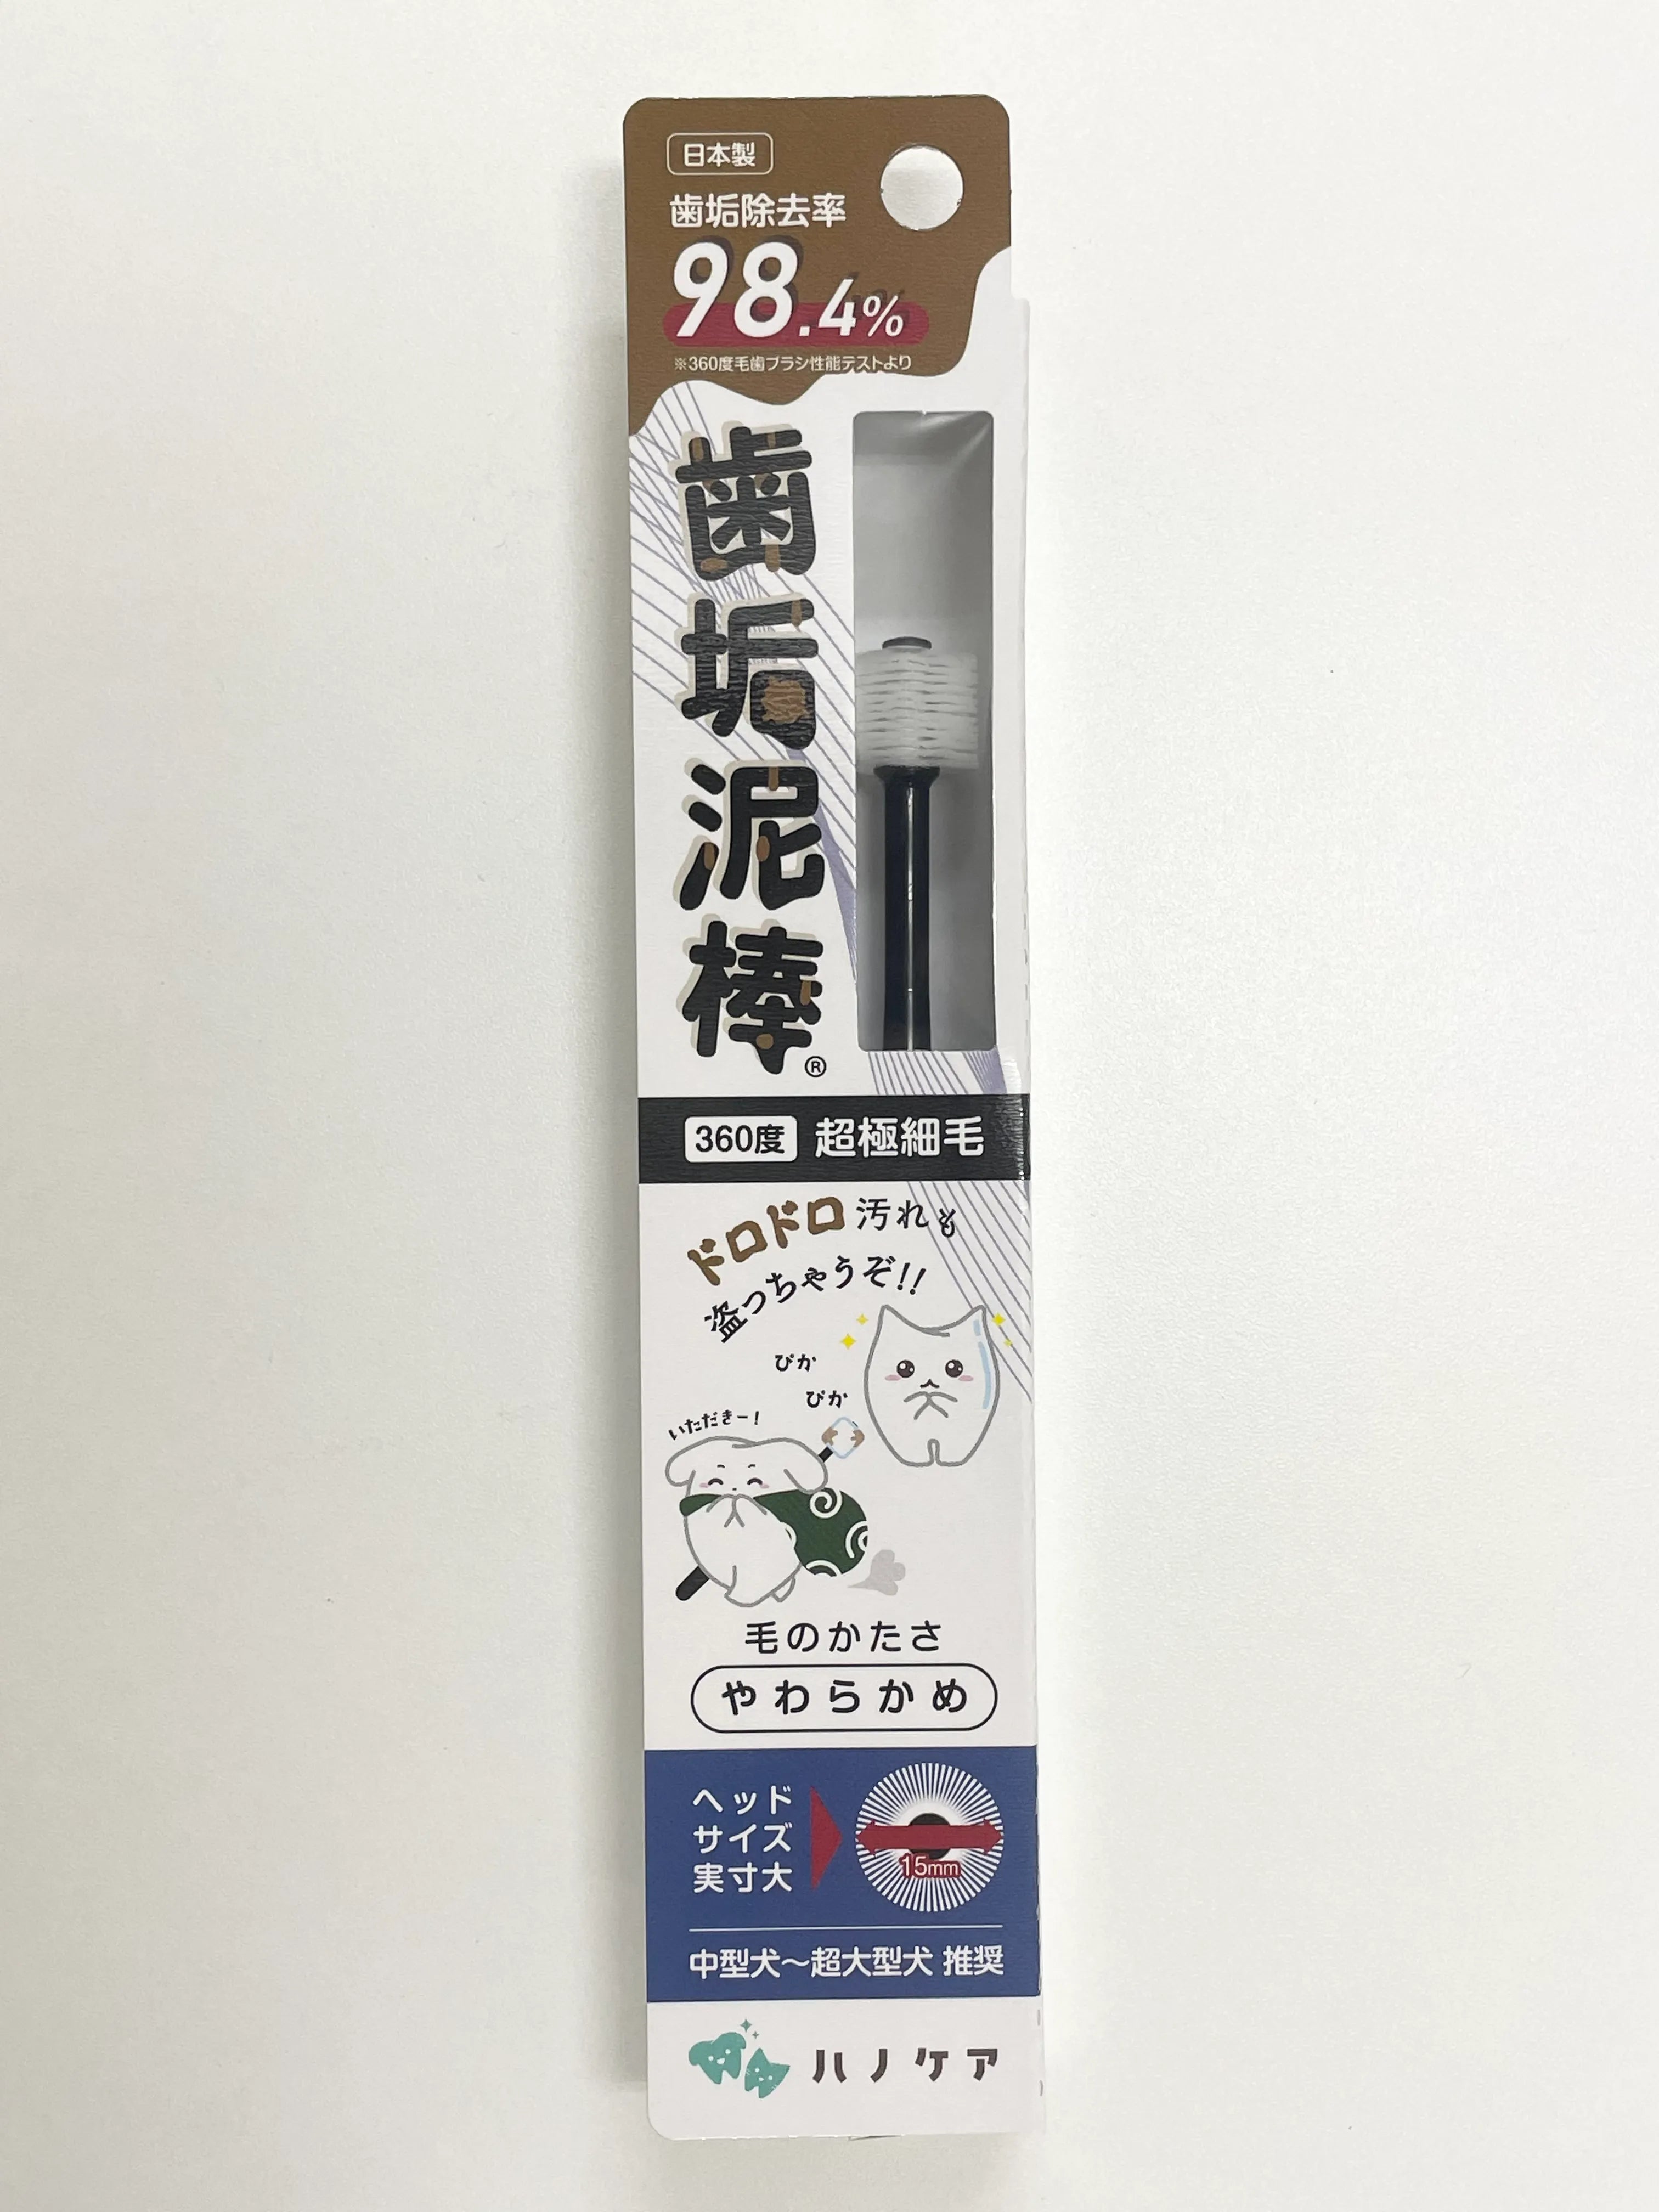 日本製
歯垢除去率
98.4%
※360度毛歯ブラシ性能テストより
歯垢泥棒®
360度 超極細毛
ドロドロ汚れも
盗っちゃうぞ!!
ぴか
ぴか
いただきー!
毛のかたさ
やわらかめ
ヘッド
サイズ
実寸大
15mm
中型犬～超大型犬 推奨
ハノケア